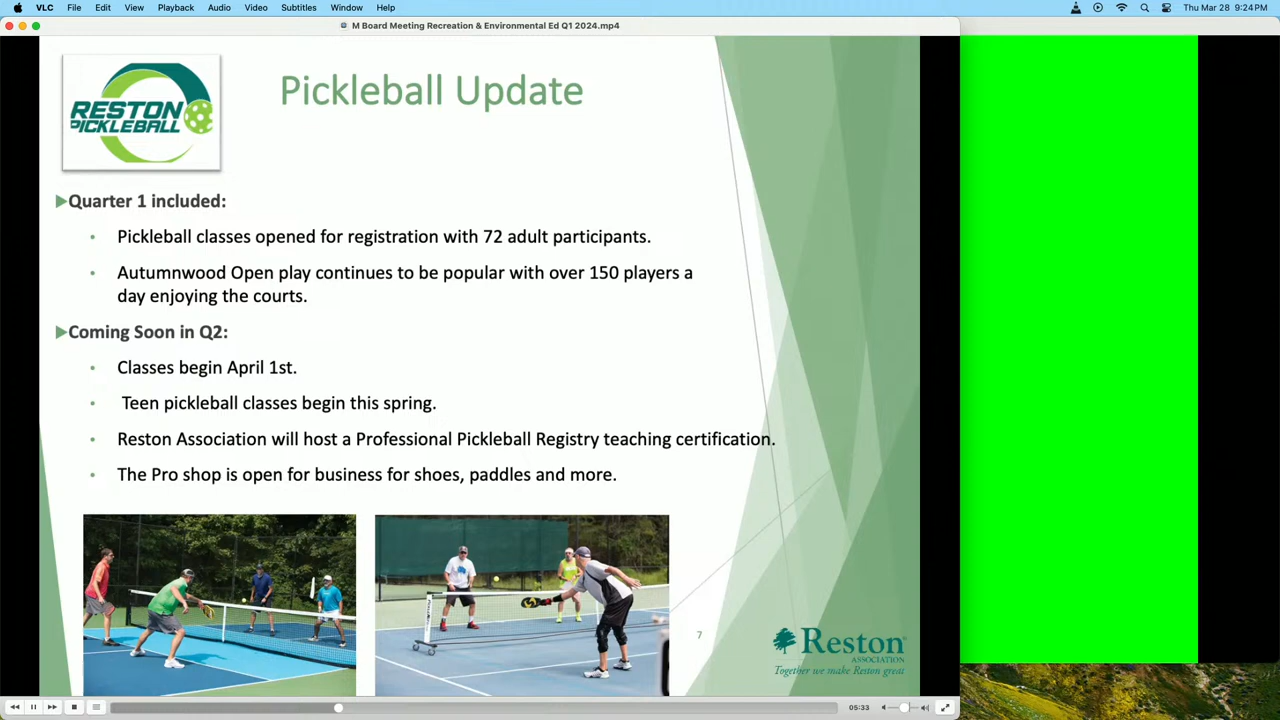 VLC File Edit View Playback Audio Video Subtitles Window Help Thu Mar 28 9:24 PM
M Board Meeting Recreation & Environmental Ed Q1 2024.mp4
RESTON
PICKLEBALL
Pickleball Update
Quarter 1 included:
• Pickleball classes opened for registration with 72 adult participants.
• Autumnwood Open play continues to be popular with over 150 players a
day enjoying the courts.
Coming Soon in Q2:
• Classes begin April 1st.
• Teen pickleball classes begin this spring.
• Reston Association will host a Professional Pickleball Registry teaching certification.
• The Pro shop is open for business for shoes, paddles and more.
7
Reston
ASSOCIATION
Together we make Reston great
05:33